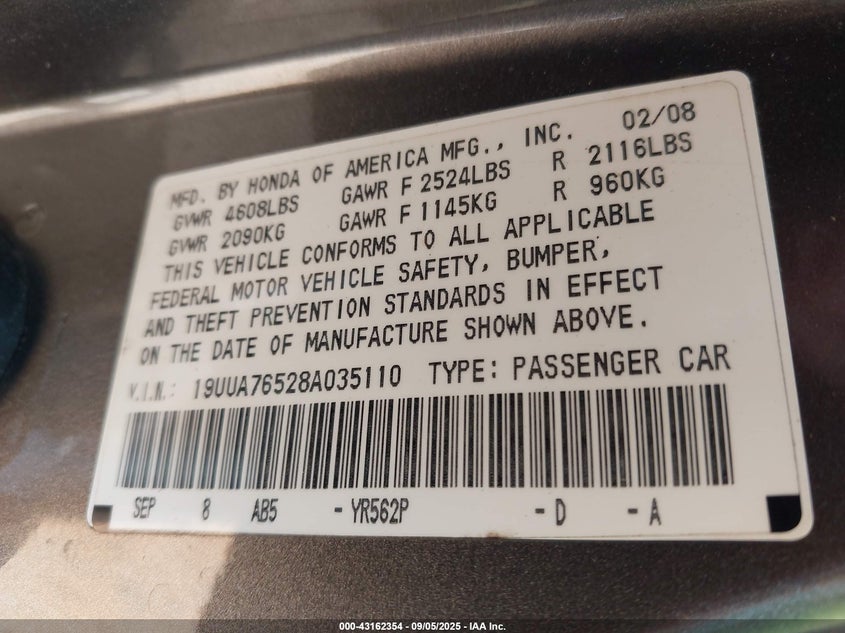 MFD. BY HONDA OF AMERICA MFG., INC. 02/08
GVWR 4608LBS GAWR F 2524LBS R 2116LBS
GVWR 2090KG GAWR F 1145KG R 960KG
THIS VEHICLE CONFORMS TO ALL APPLICABLE
FEDERAL MOTOR VEHICLE SAFETY, BUMPER,
AND THEFT PREVENTION STANDARDS IN EFFECT
ON THE DATE OF MANUFACTURE SHOWN ABOVE.
V.I.N.: 19UUA76528A035110 TYPE: PASSENGER CAR
SEP 8 AB5 -YR562P -D -A
000-43162354 - 09/05/2025 - IAA Inc.